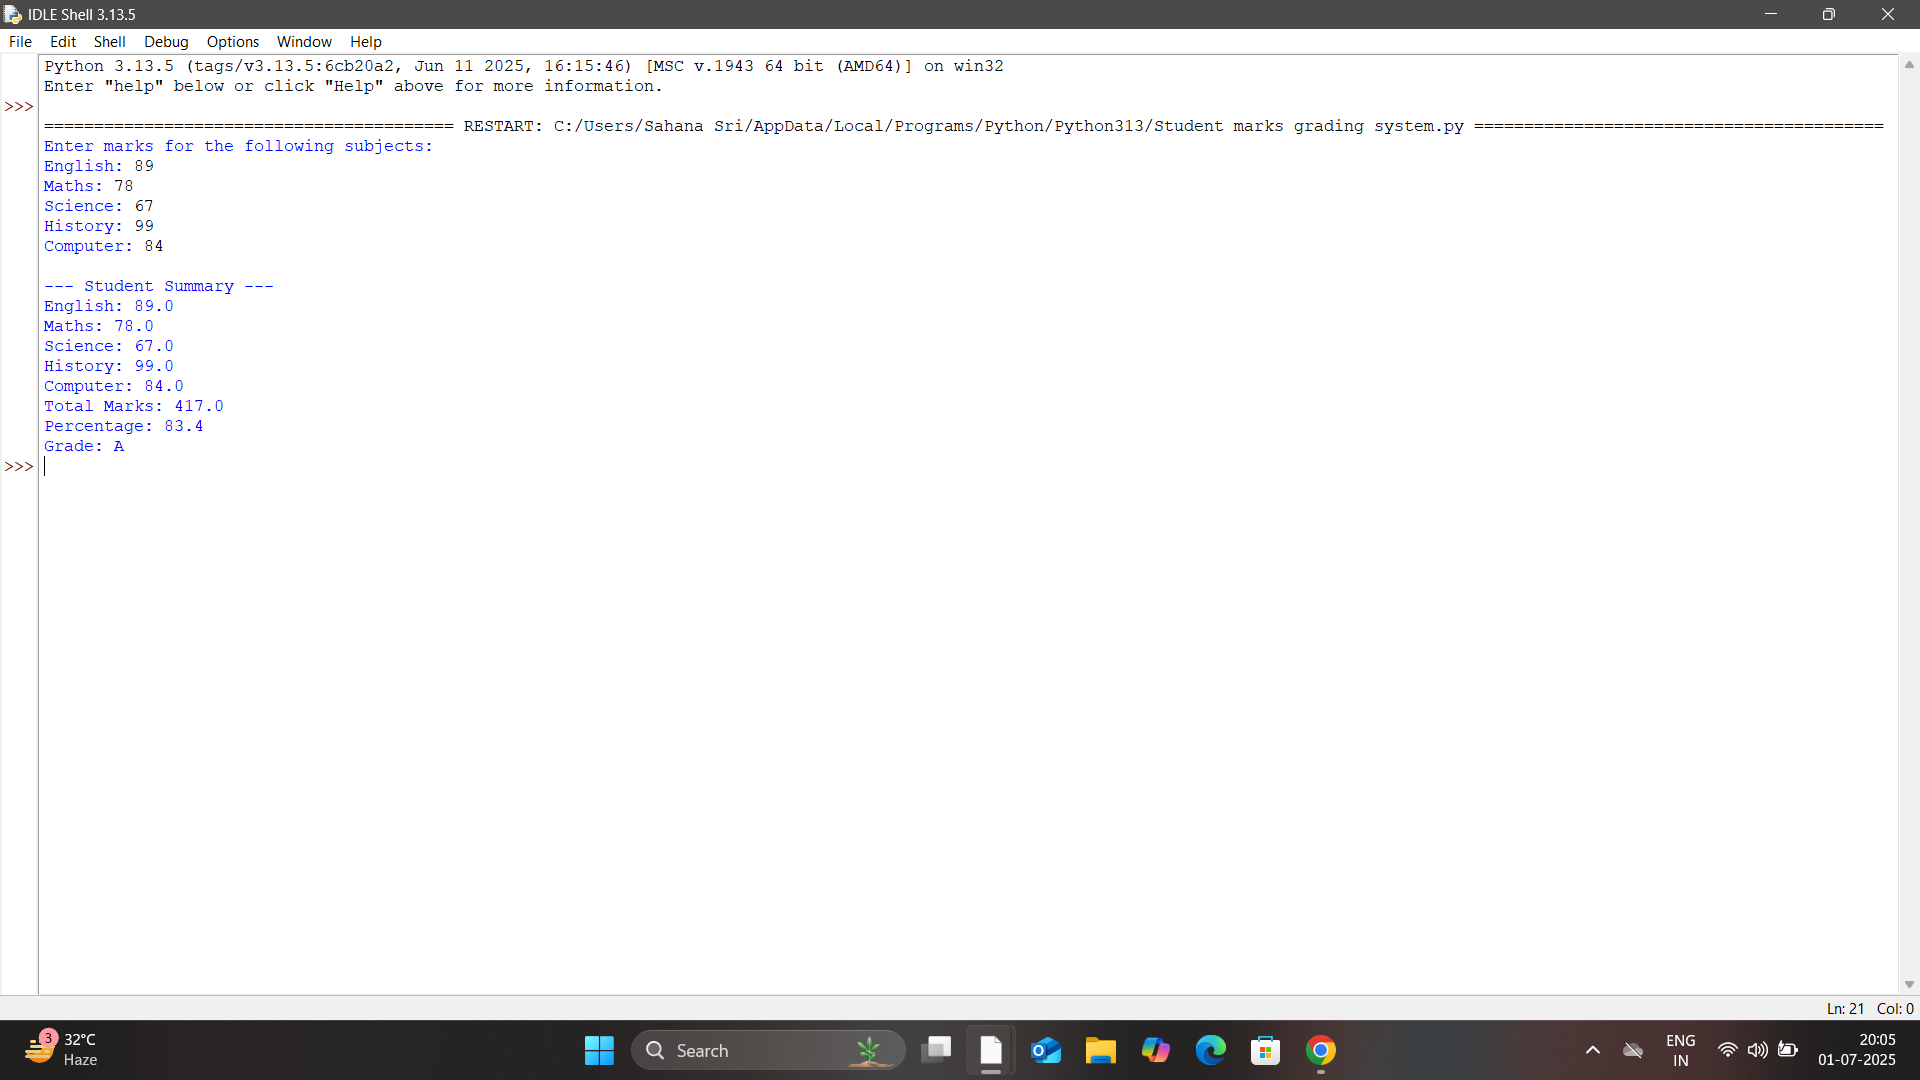 IDLE Shell 3.13.5
File Edit Shell Debug Options Window Help
Python 3.13.5 (tags/v3.13.5:6cb20a2, Jun 11 2025, 16:15:46) [MSC v.1943 64 bit (AMD64)] on win32
Enter "help" below or click "Help" above for more information.
>>>
========================================= RESTART: C:/Users/Sahana Sri/AppData/Local/Programs/Python/Python313/Student marks grading system.py =========================================
Enter marks for the following subjects:
English: 89
Maths: 78
Science: 67
History: 99
Computer: 84
--- Student Summary ---
English: 89.0
Maths: 78.0
Science: 67.0
History: 99.0
Computer: 84.0
Total Marks: 417.0
Percentage: 83.4
Grade: A
>>>
Ln: 21 Col: 0
3
32°C
Haze
Search
ENG
IN
20:05
01-07-2025